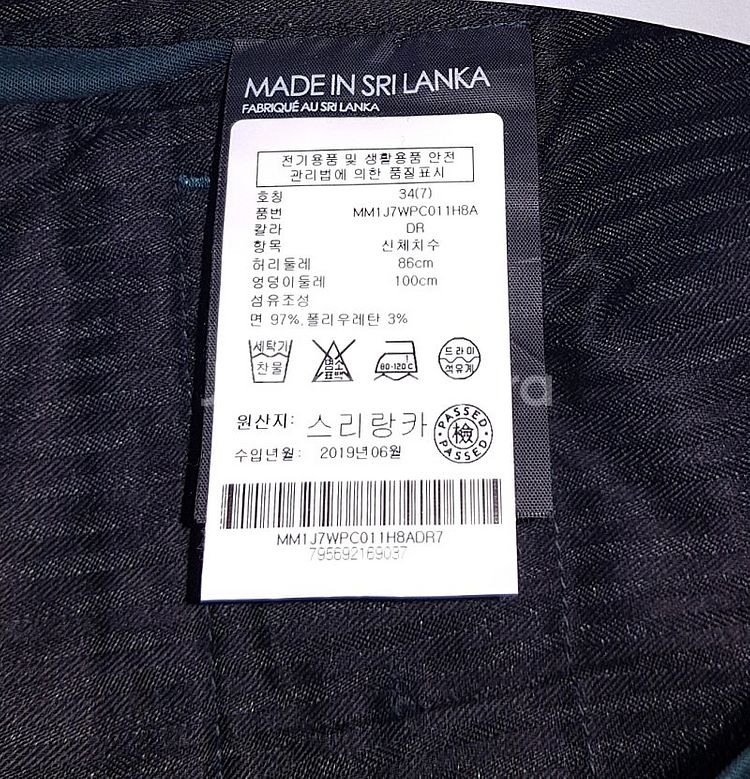 MADE IN SRI LANKA
FABRIQUÉ AU SRI LANKA
전기용품 및 생활용품 안전
관리법에 의한 품질표시
호칭 34(7)
품번 MM1J7WPC011H8A
칼라 DR
항목 신체치수
허리둘레 86cm
엉덩이둘레 100cm
섬유조성
면 97%,폴리우레탄 3%
세탁기
찬물
염소
표백
80-120˚C
드라이
석유계
원산지: 스리랑카
PASSED
檢
PASSED
수입년월: 2019년 06월
MM1J7WPC011H8ADR7
795692169037